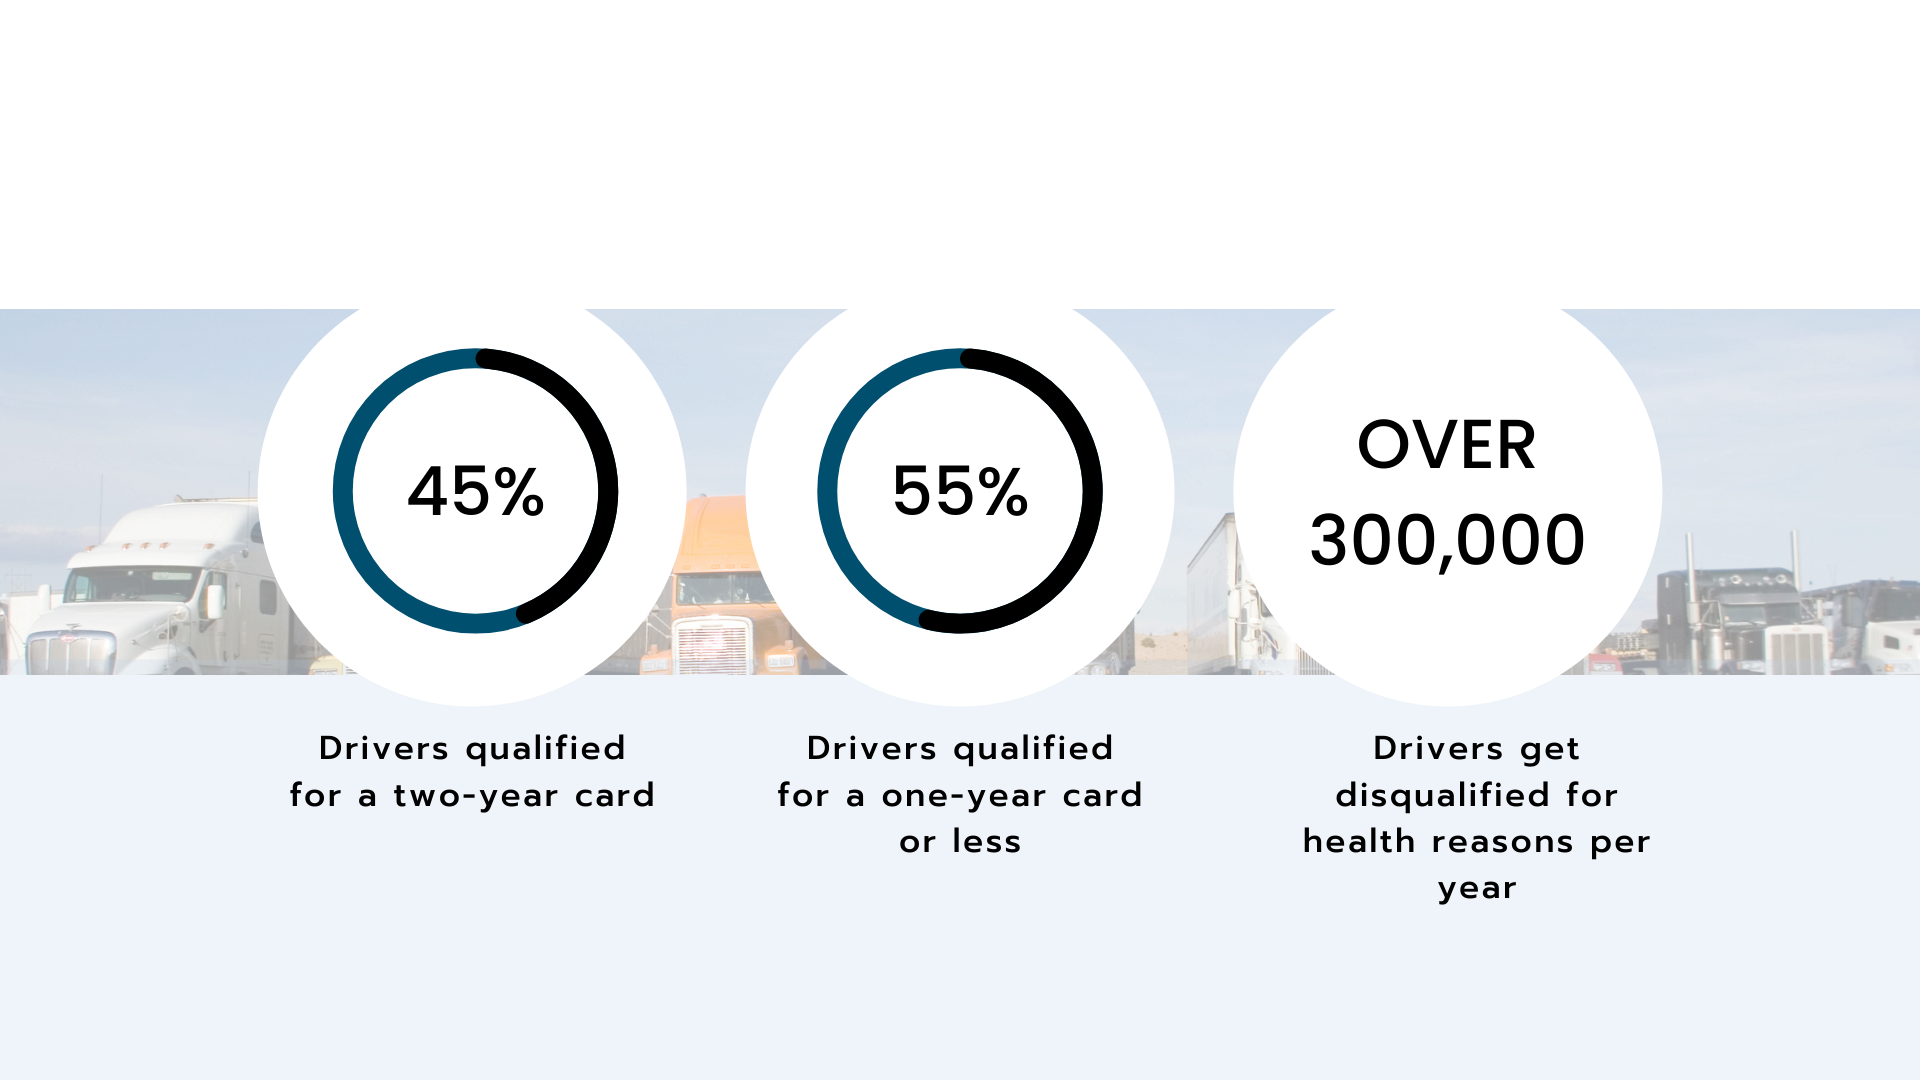 45%
55%
OVER
300,000
Drivers qualified
for a two-year card
Drivers qualified
for a one-year card
or less
Drivers get
disqualified for
health reasons per
year